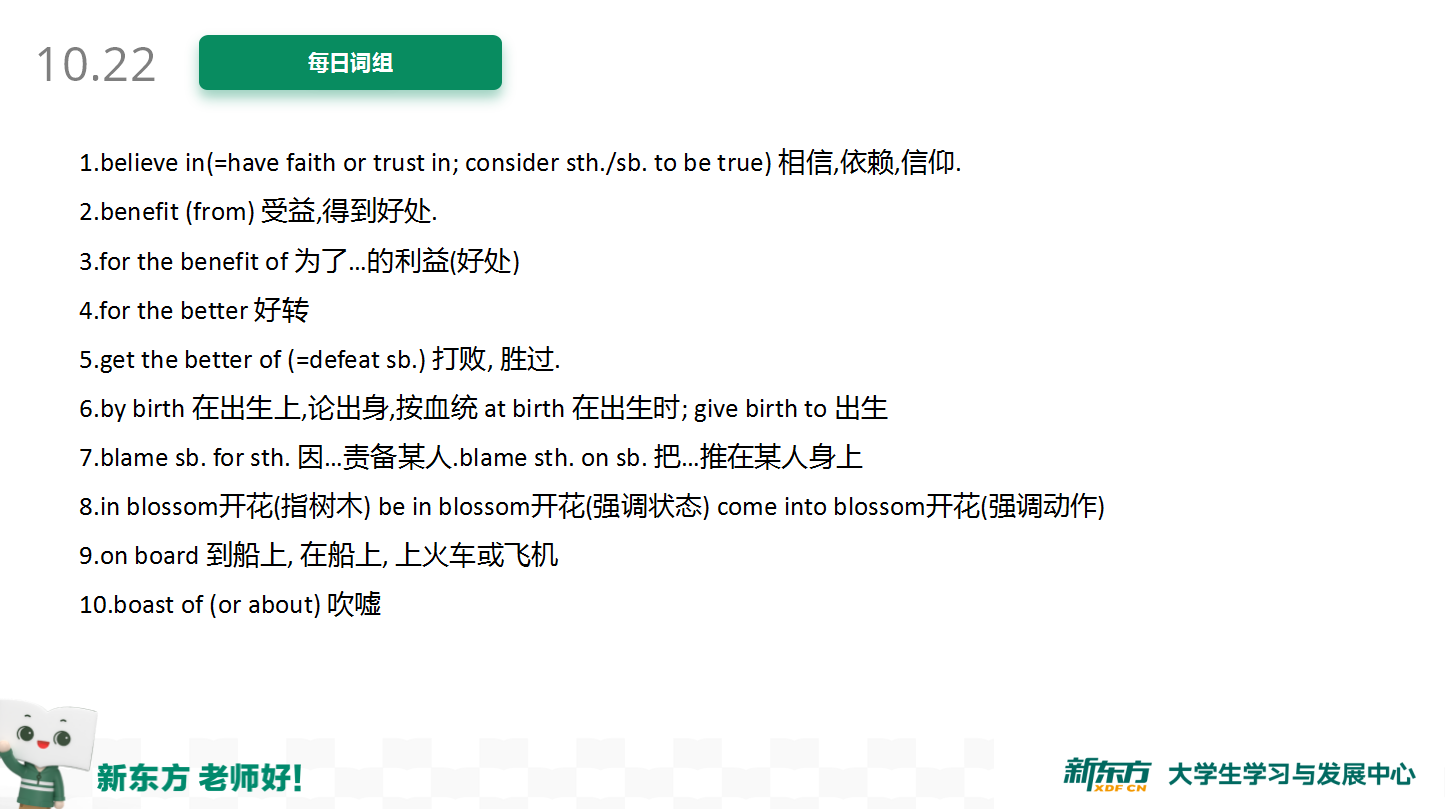 10.22
每日词组
1.believe in(=have faith or trust in; consider sth./sb. to be true) 相信,依赖,信仰.
2.benefit (from) 受益,得到好处.
3.for the benefit of 为了…的利益(好处)
4.for the better 好转
5.get the better of (=defeat sb.) 打败, 胜过.
6.by birth 在出生上,论出身,按血统 at birth 在出生时; give birth to 出生
7.blame sb. for sth. 因…责备某人.blame sth. on sb. 把…推在某人身上
8.in blossom开花(指树木) be in blossom开花(强调状态) come into blossom开花(强调动作)
9.on board 到船上, 在船上, 上火车或飞机
10.boast of (or about) 吹嘘
新东方 老师好!
新东方 XDF.CN 大学生学习与发展中心